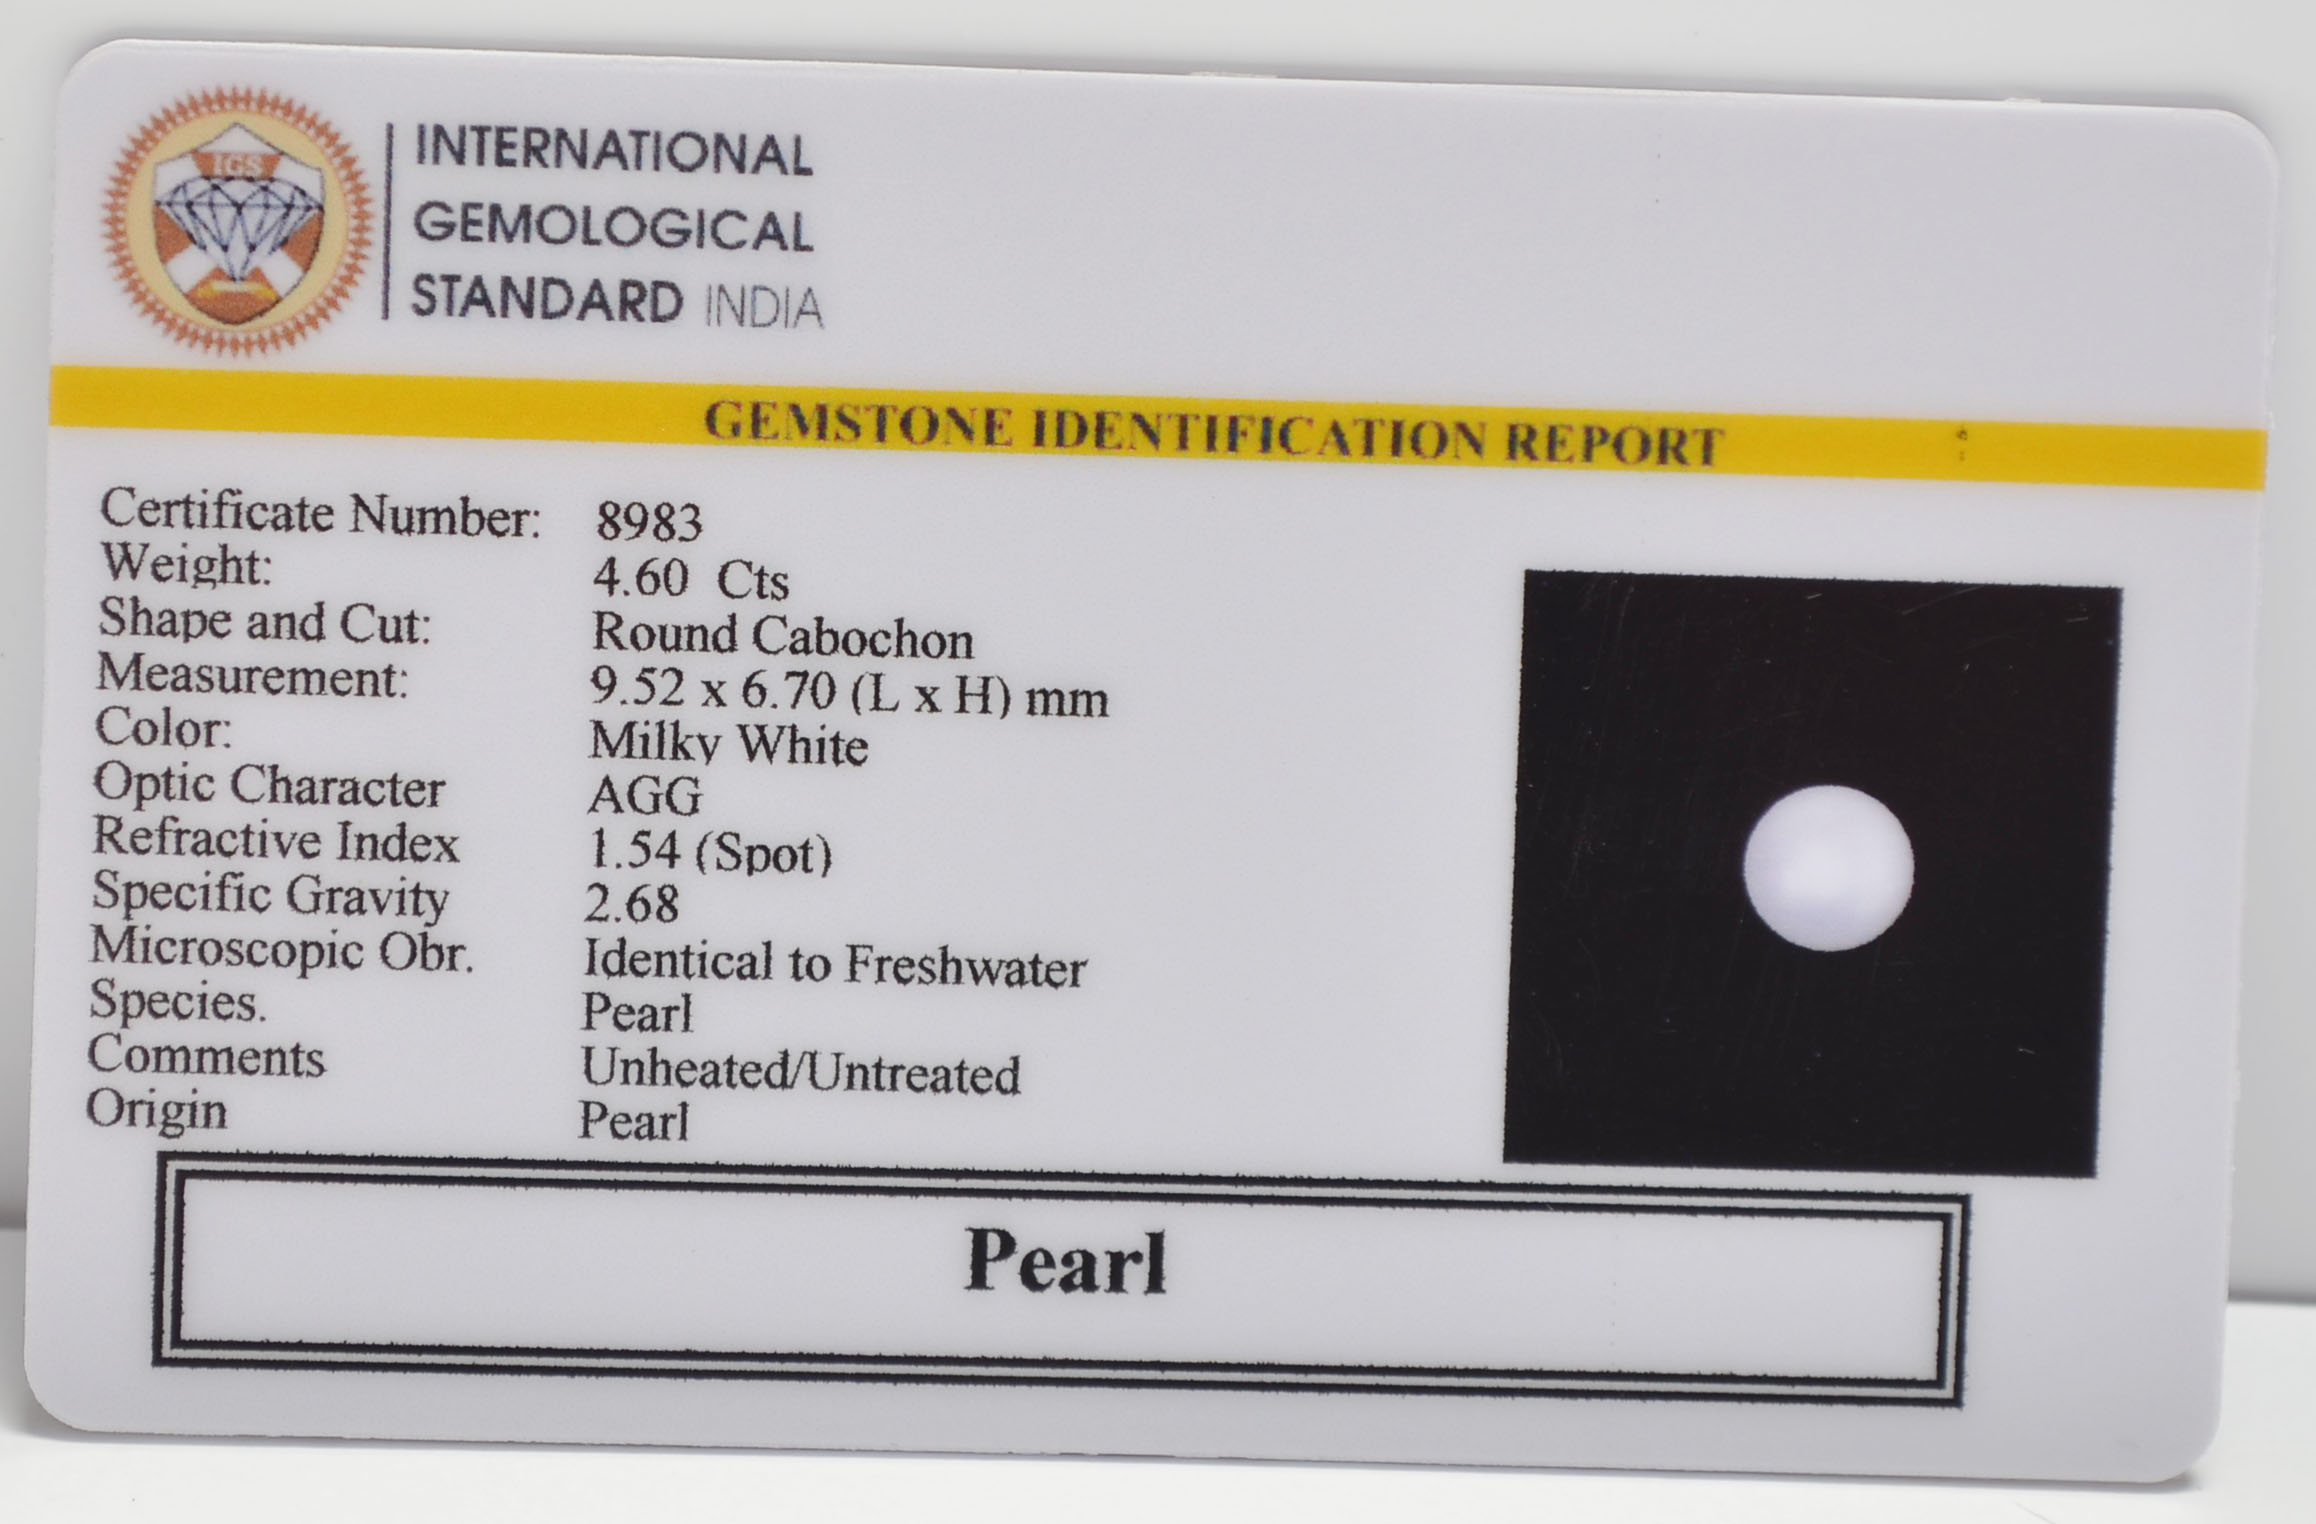 IGS
INTERNATIONAL
GEMOLOGICAL
STANDARD INDIA
GEMSTONE IDENTIFICATION REPORT
Certificate Number: 8983
Weight: 4.60 Cts
Shape and Cut: Round Cabochon
Measurement: 9.52 x 6.70 (L x H) mm
Color: Milky White
Optic Character AGG
Refractive Index 1.54 (Spot)
Specific Gravity 2.68
Microscopic Obr. Identical to Freshwater
Species. Pearl
Comments Unheated/Untreated
Origin Pearl
Pearl